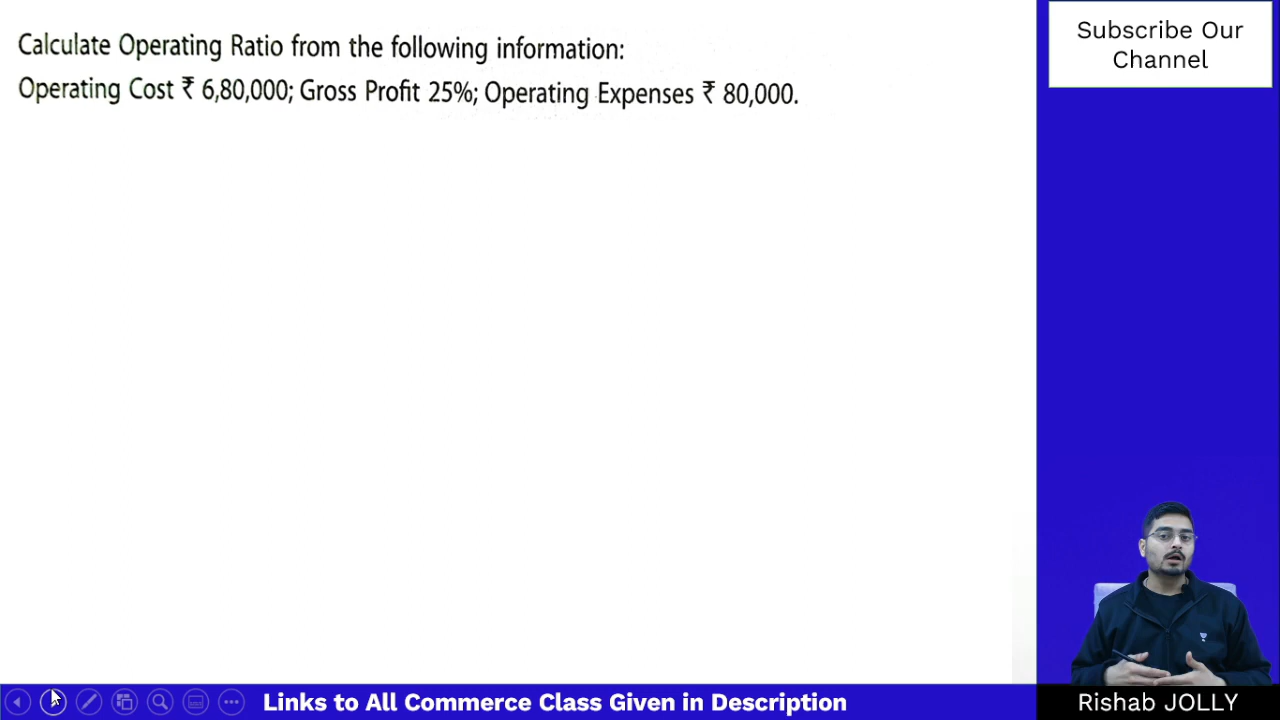 Calculate Operating Ratio from the following information:
Operating Cost ₹ 6,80,000; Gross Profit 25%; Operating Expenses ₹ 80,000.
Subscribe Our
Channel
Links to All Commerce Class Given in Description
Rishab JOLLY